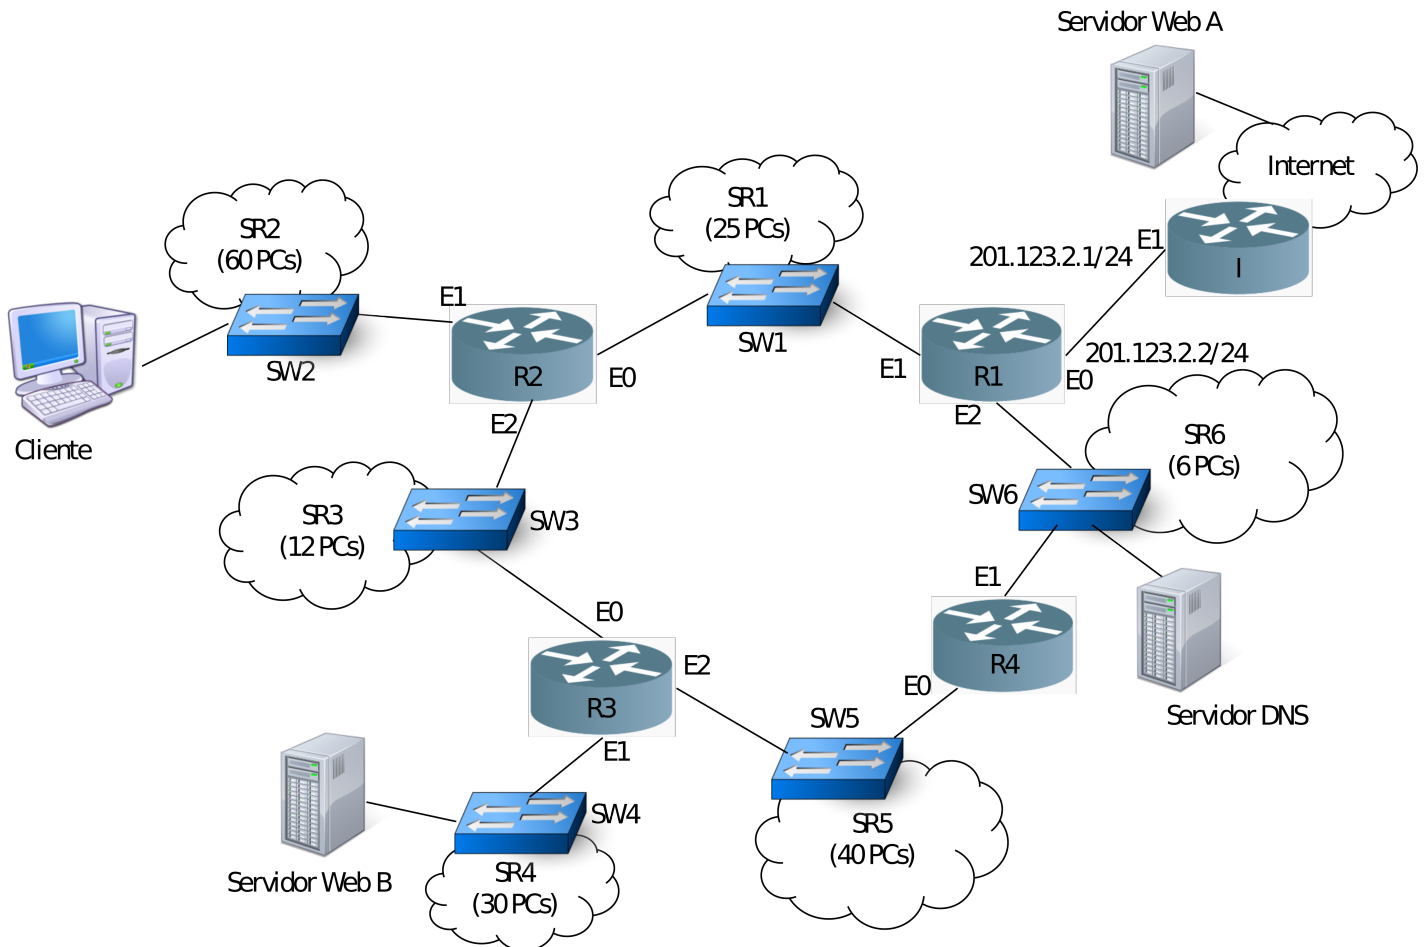 Servidor Web A
Internet
SR1
(25 PCs)
SR2
(60 PCs)
E1
201.123.2.1/24
I
E1
SW1
SW2
R2
E0
E1
R1
E0
201.123.2.2/24
E2
E2
Cliente
SR6
(6 PCs)
SW6
SR3
(12 PCs)
SW3
E1
E0
R4
E2
E0
R3
SW5
Servidor DNS
E1
SW4
SR5
(40 PCs)
Servidor Web B
SR4
(30 PCs)